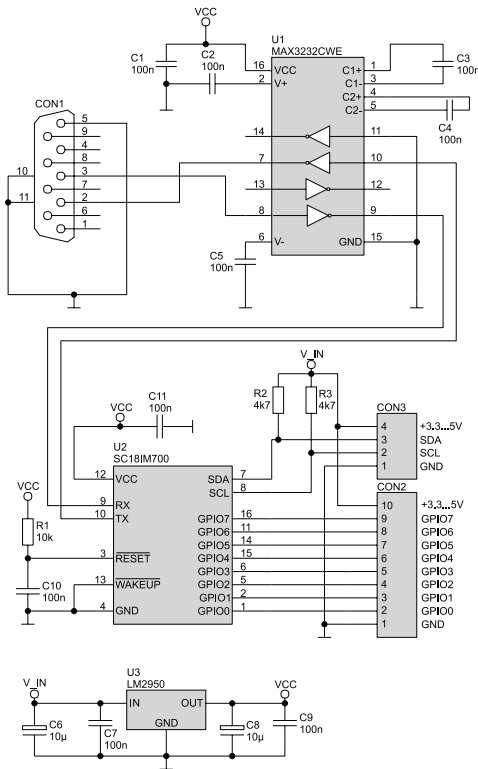 VCC
U1
MAX3232CWE
C1
100n
C2
100n
C3
100n
16 VCC
2 V+
C1+ 1
C1- 3
C2+ 4
C2- 5
C4
100n
CON1
5
9
4
8
3
7
2
6
1
10
11
14
7
13
8
11
10
12
9
6 V-
GND 15
C5
100n
V_IN
R2
4k7
R3
4k7
C11
100n
VCC
U2
SC18IM700
12 VCC
9 RX
10 TX
3 RESET
13 WAKEUP
4 GND
SDA 7
SCL 8
GPIO7 16
GPIO6 11
GPIO5 14
GPIO4 15
GPIO3 6
GPIO2 5
GPIO1 2
GPIO0 1
VCC
R1
10k
C10
100n
CON3
4 +3,3...5V
3 SDA
2 SCL
1 GND
CON2
10 +3,3...5V
9 GPIO7
8 GPIO6
7 GPIO5
6 GPIO4
5 GPIO3
4 GPIO2
3 GPIO1
2 GPIO0
1 GND
V_IN
U3
LM2950
IN OUT
GND
VCC
C6
10µ
C7
100n
C8
10µ
C9
100n